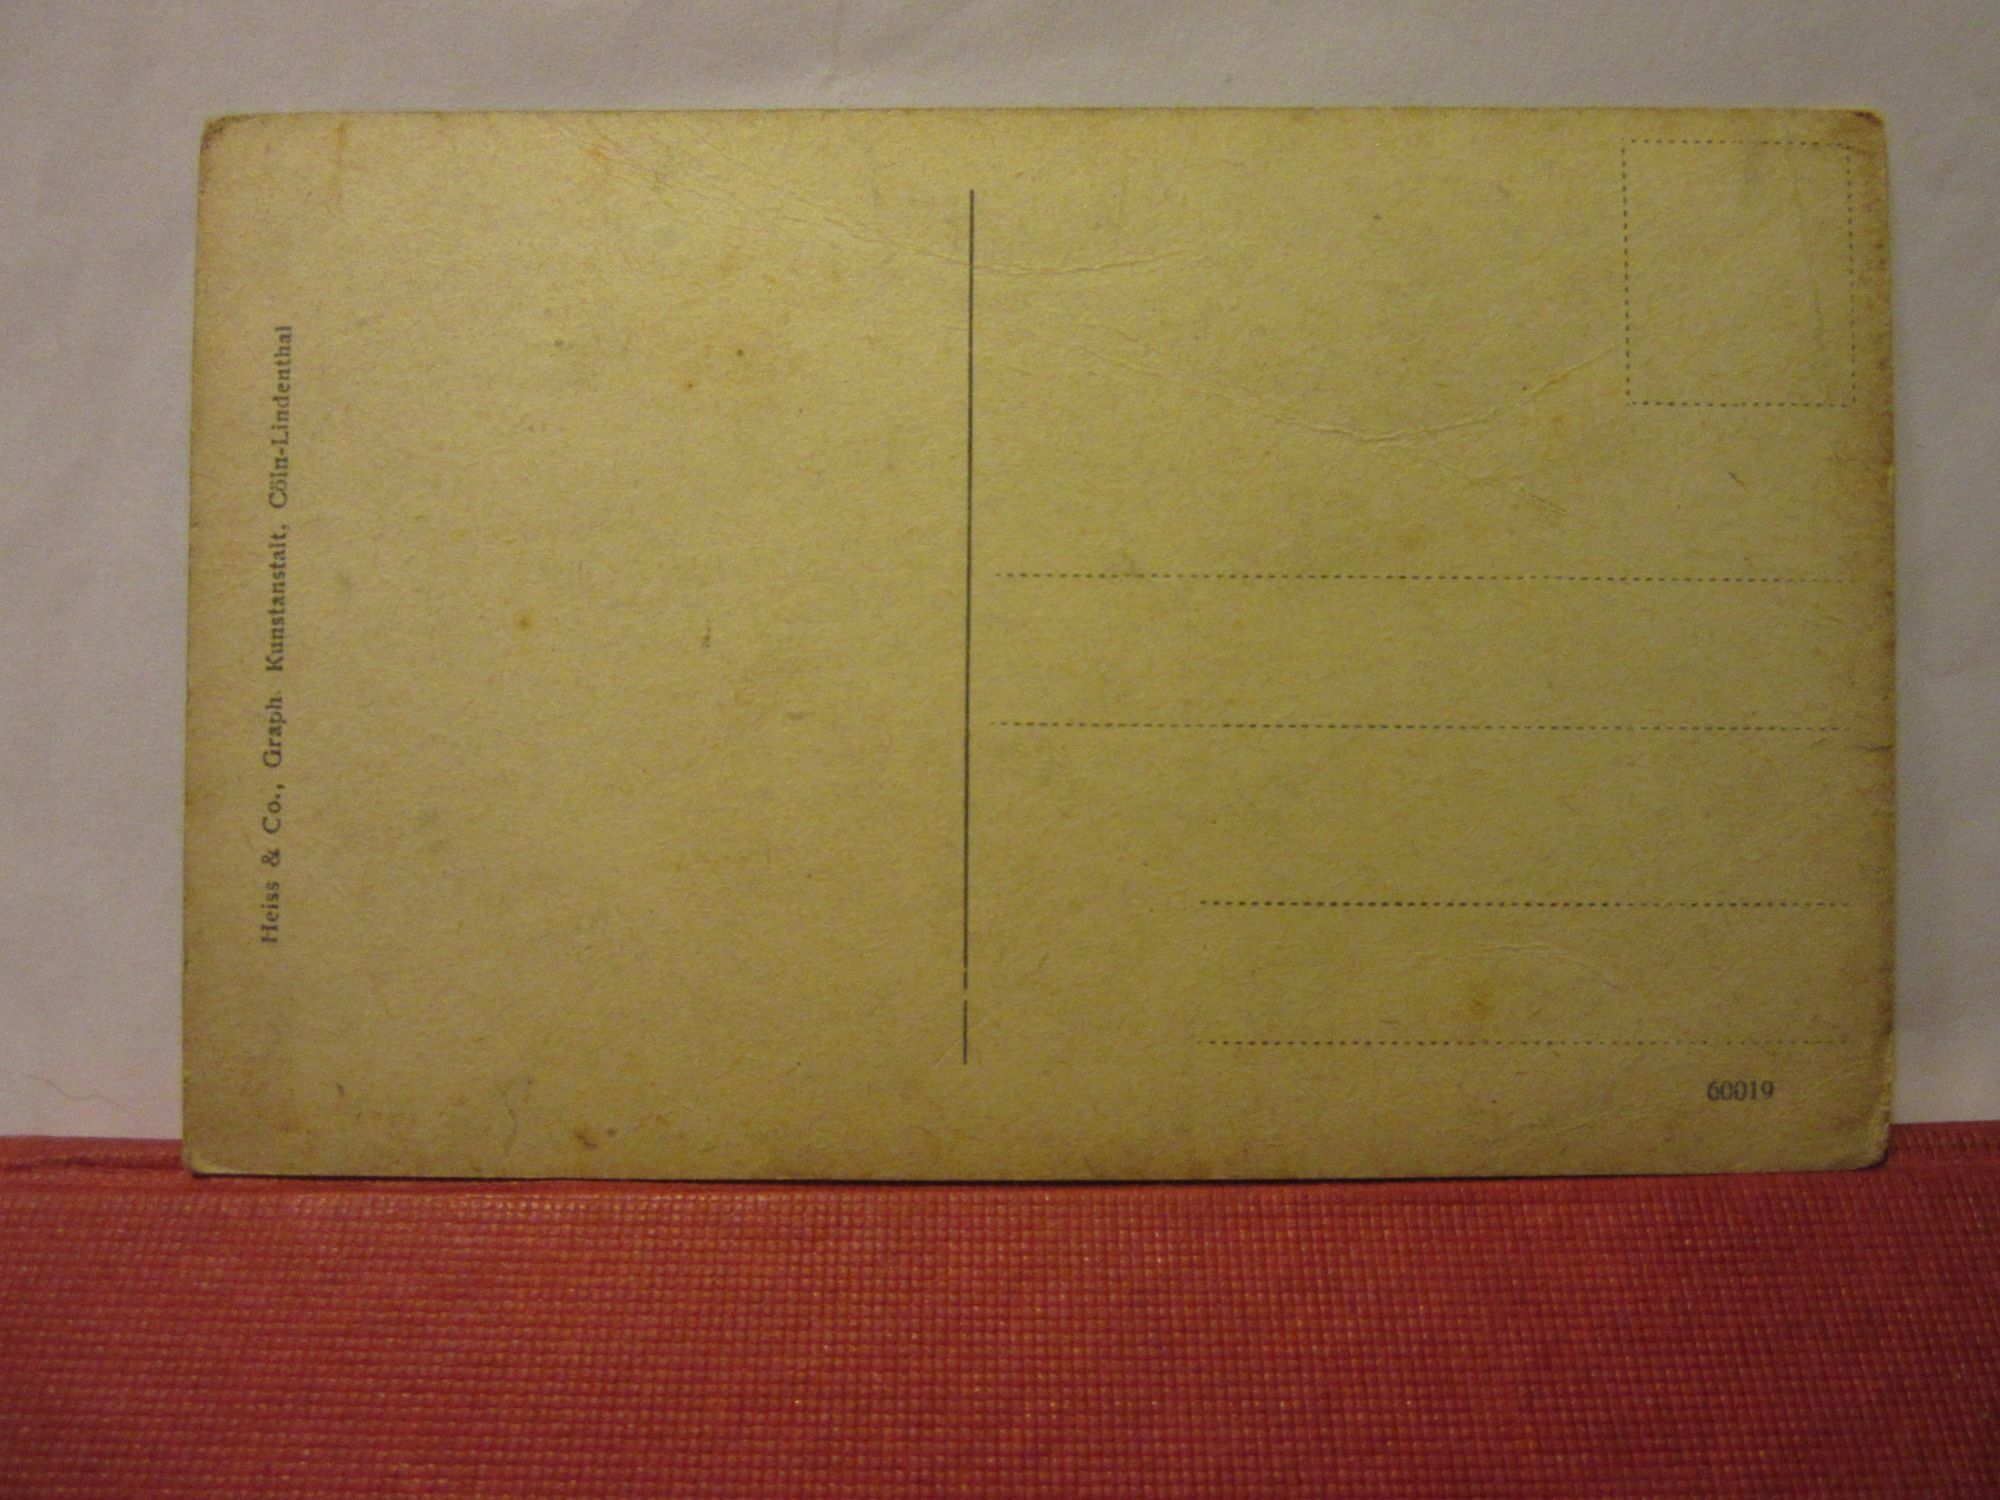 Heiss & Co., Graph. Kunstanstalt, Cöln-Lindenthal
60019